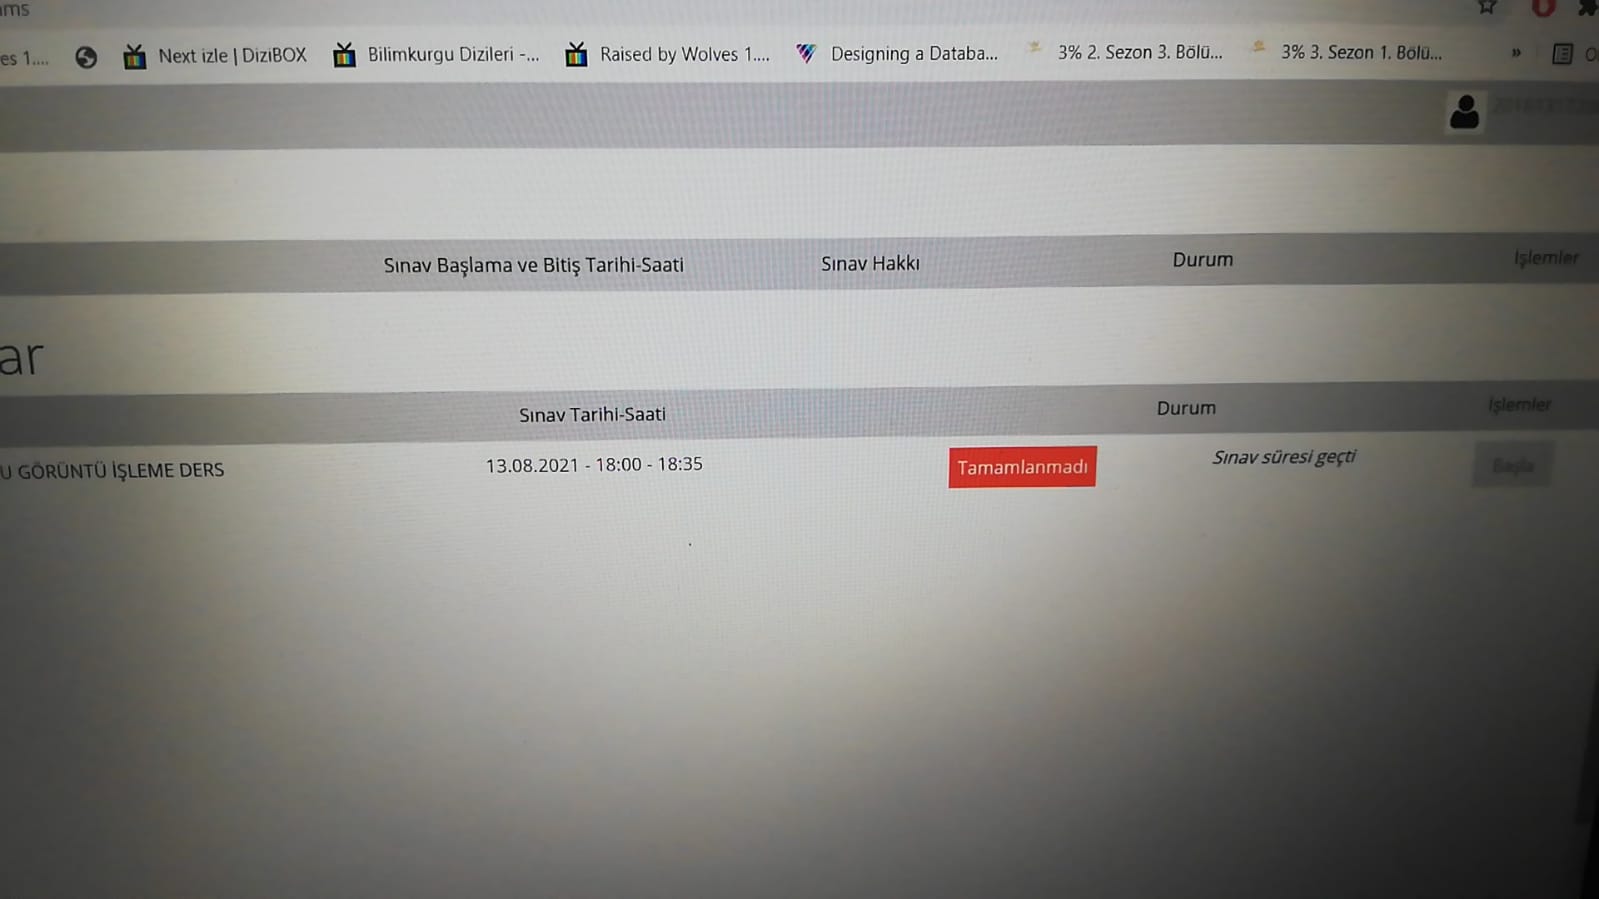 ms
es 1.... Next izle | DiziBOX Bilimkurgu Dizileri -... Raised by Wolves 1.... Designing a Databa... 3% 2. Sezon 3. Bölü... 3% 3. Sezon 1. Bölü... »
Sınav Başlama ve Bitiş Tarihi-Saati Sınav Hakkı Durum İşlemler
ar
Sınav Tarihi-Saati Durum İşlemler
U GÖRÜNTÜ İŞLEME DERS 13.08.2021 - 18:00 - 18:35 Tamamlanmadı Sınav süresi geçti Başla